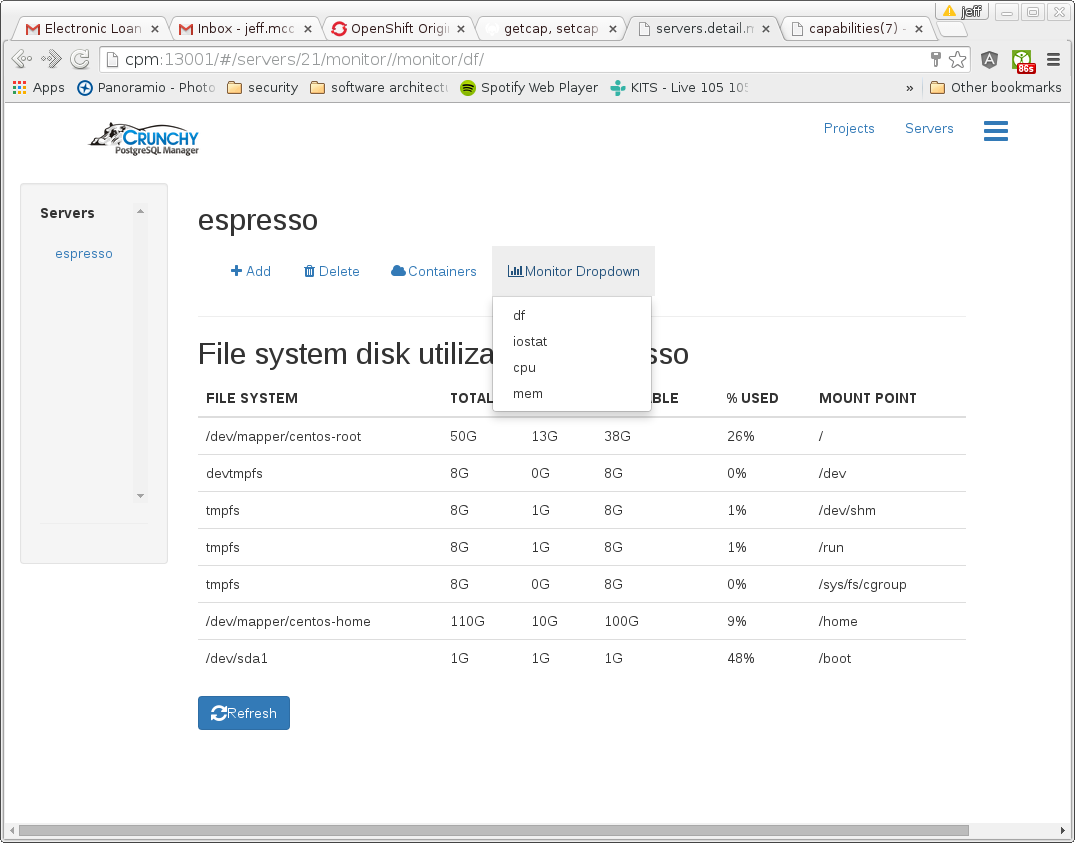 jeff
Electronic Loan
Inbox - jeff.mcc
OpenShift Origi
getcap, setcap
servers.detail.m
capabilities(7) -
cpm:13001/#/servers/21/monitor//monitor/df/
86s
Apps
Panoramio - Photo
security
software architectu
Spotify Web Player
KITS - Live 105 105
»
Other bookmarks
CRUNCHY
PostgreSQL Manager
Projects
Servers
Servers
espresso
espresso
Add
Delete
Containers
Monitor Dropdown
df
iostat
cpu
mem
File system disk utiliza sso
FILE SYSTEM TOTAL ABLE % USED MOUNT POINT
/dev/mapper/centos-root 50G 13G 38G 26% /
devtmpfs 8G 0G 8G 0% /dev
tmpfs 8G 1G 8G 1% /dev/shm
tmpfs 8G 1G 8G 1% /run
tmpfs 8G 0G 8G 0% /sys/fs/cgroup
/dev/mapper/centos-home 110G 10G 100G 9% /home
/dev/sda1 1G 1G 1G 48% /boot
Refresh